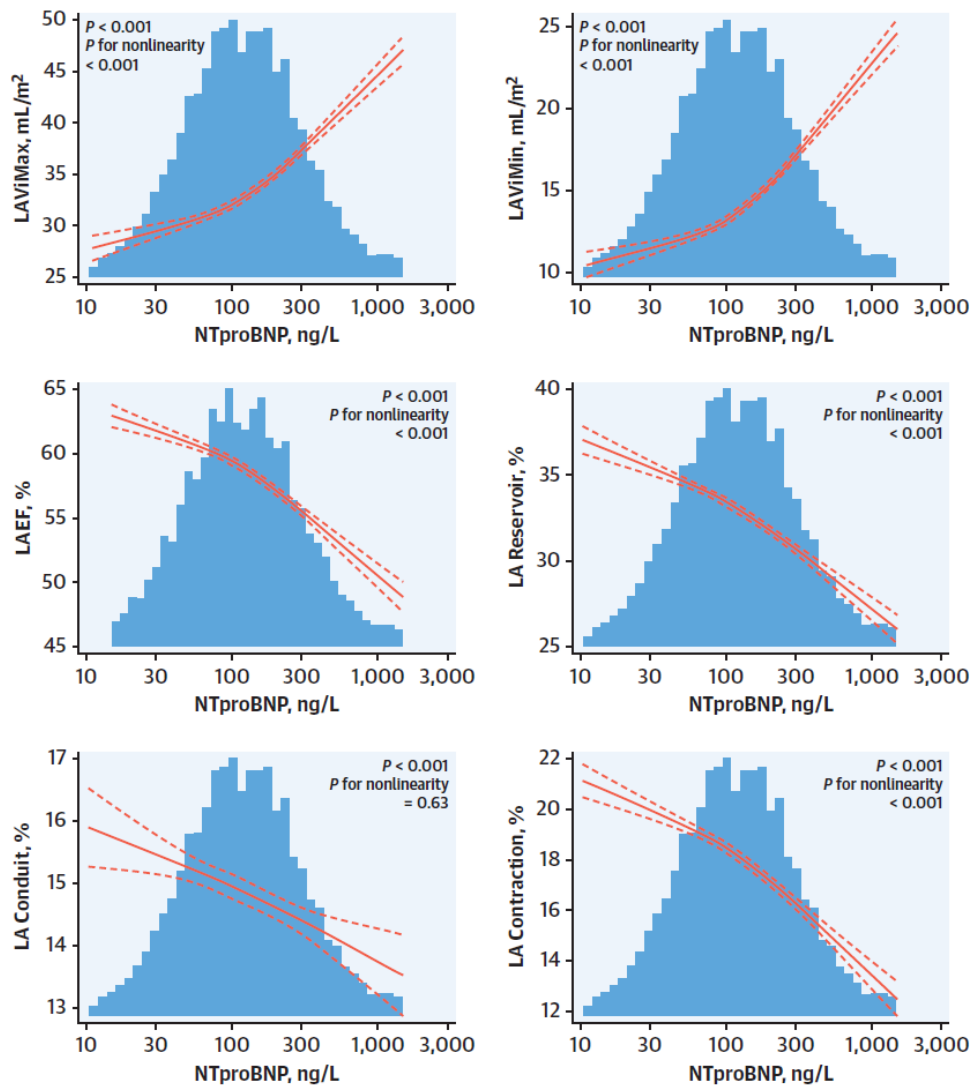 50
45
40
35
30
25
LAViMax, mL/m²
P < 0.001
P for nonlinearity
< 0.001
10 30 100 300 1,000 3,000
NTproBNP, ng/L
25
20
15
10
LAViMin, mL/m²
P < 0.001
P for nonlinearity
< 0.001
10 30 100 300 1,000 3,000
NTproBNP, ng/L
65
60
55
50
45
LAEF, %
P < 0.001
P for nonlinearity
< 0.001
10 30 100 300 1,000 3,000
NTproBNP, ng/L
40
35
30
25
LA Reservoir, %
P < 0.001
P for nonlinearity
< 0.001
10 30 100 300 1,000 3,000
NTproBNP, ng/L
17
16
15
14
13
LA Conduit, %
P < 0.001
P for nonlinearity
= 0.63
10 30 100 300 1,000 3,000
NTproBNP, ng/L
22
20
18
16
14
12
LA Contraction, %
P < 0.001
P for nonlinearity
< 0.001
10 30 100 300 1,000 3,000
NTproBNP, ng/L